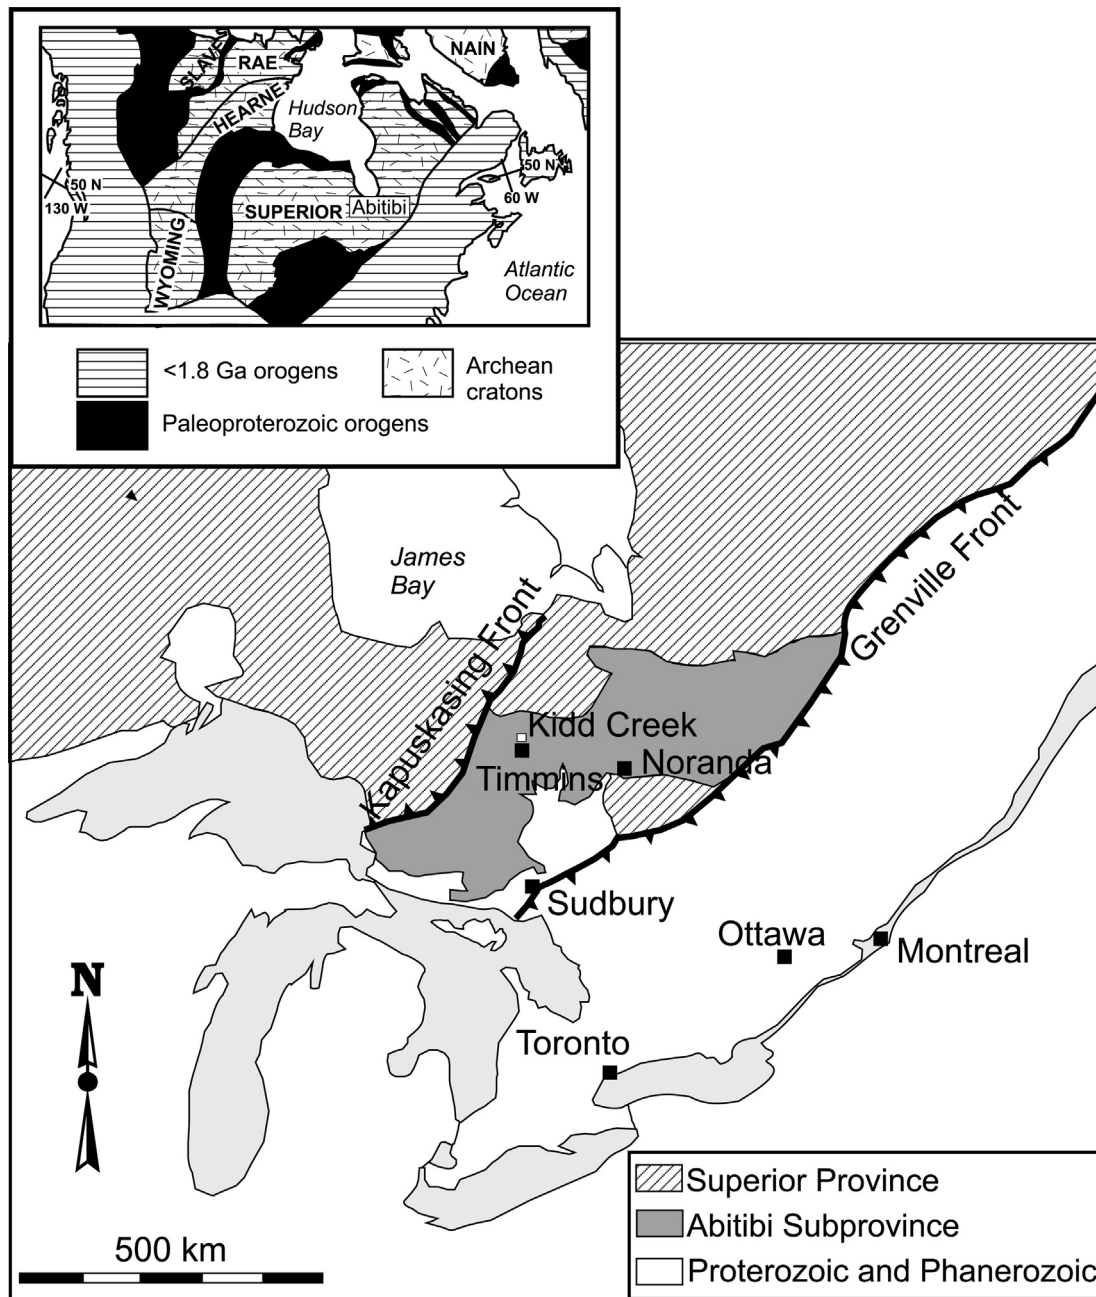 SLAVE
RAE
NAIN
HEARNE
Hudson
Bay
50 N
130 W
50 N
60 W
SUPERIOR
Abitibi
WYOMING
Atlantic
Ocean
<1.8 Ga orogens
Archean
cratons
Paleoproterozoic orogens
James
Bay
Kapuskasing Front
Grenville Front
Kidd Creek
Timmins
Noranda
Sudbury
Ottawa
Montreal
Toronto
N
500 km
Superior Province
Abitibi Subprovince
Proterozoic and Phanerozoic